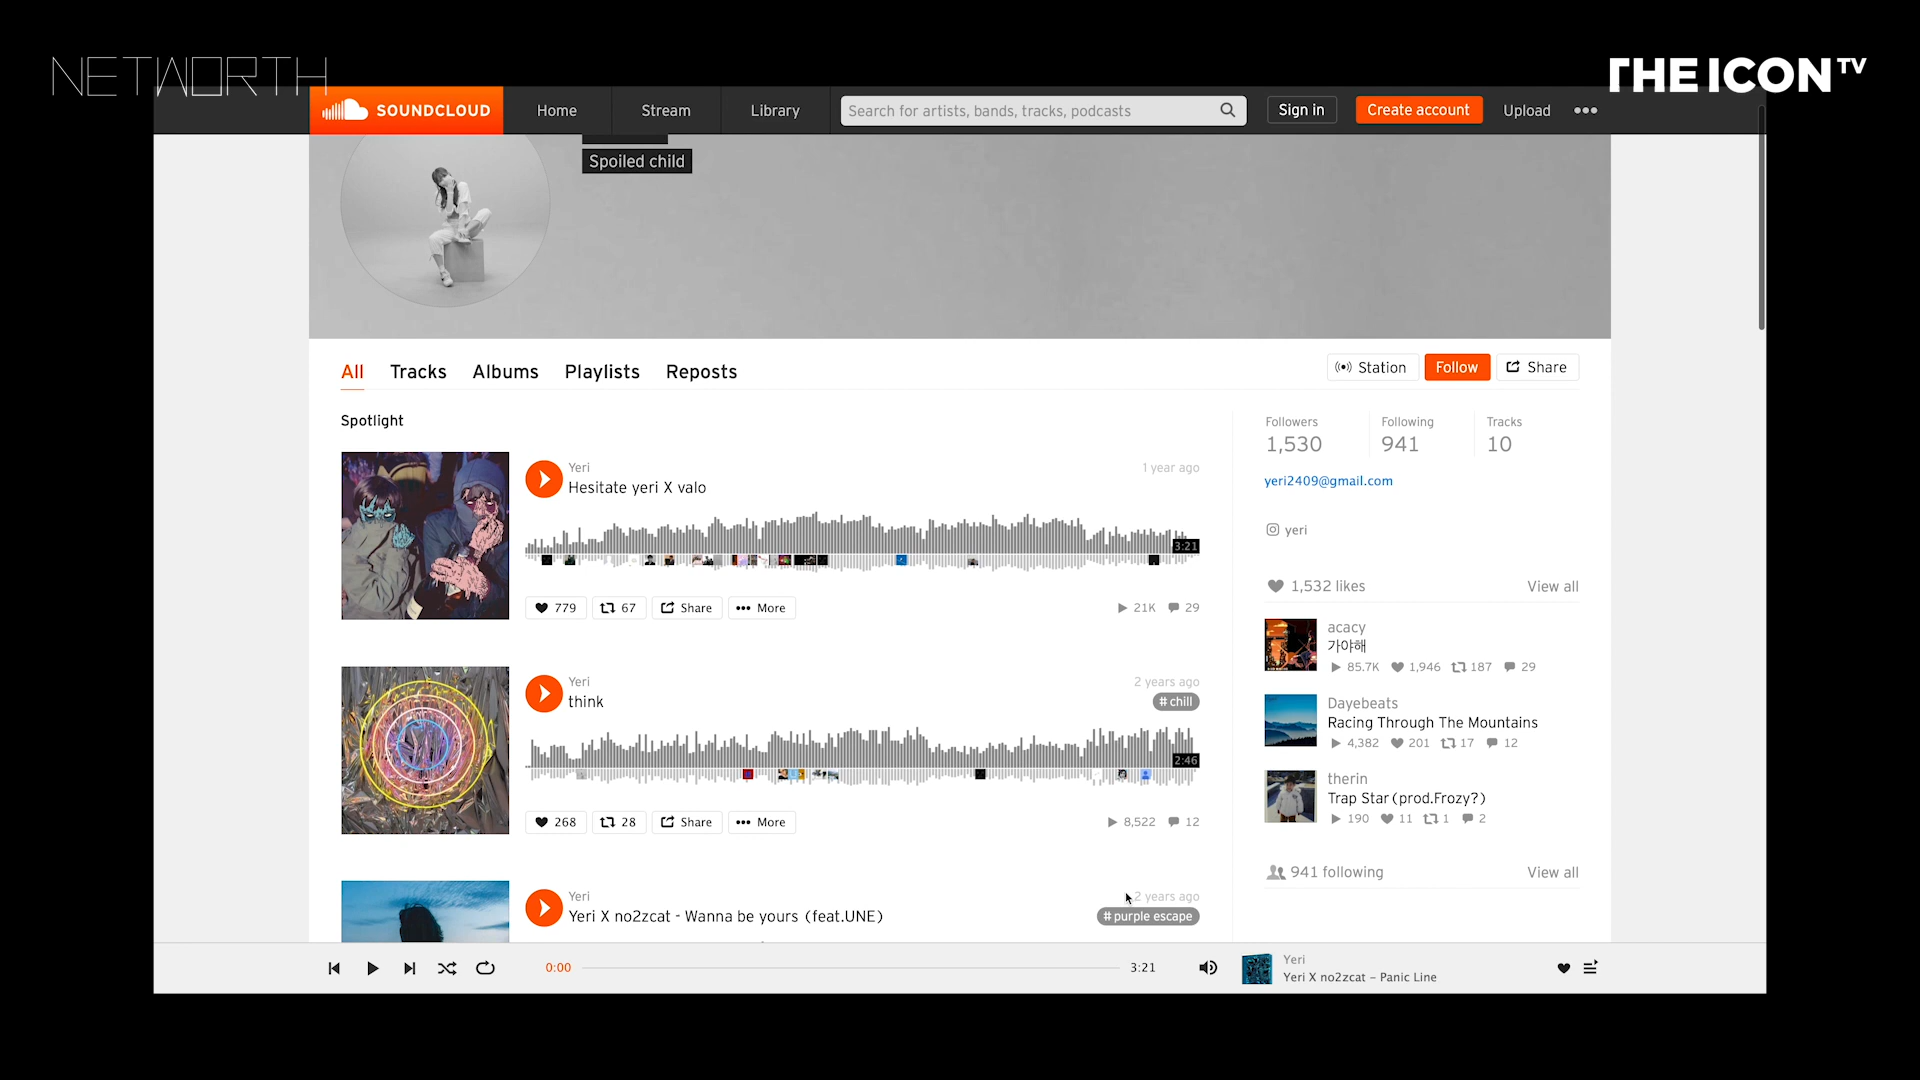 NETWORTH
THE ICON TV
SOUNDCLOUD
Home
Stream
Library
Search for artists, bands, tracks, podcasts
Sign in
Create account
Upload
Spoiled child
All
Tracks
Albums
Playlists
Reposts
Station
Follow
Share
Spotlight
Yeri
1 year ago
Hesitate yeri X valo
3:21
779
67
Share
More
21K
29
Yeri
2 years ago
think
# chill
2:46
268
28
Share
More
8,522
12
Yeri
2 years ago
Yeri X no2zcat - Wanna be yours (feat.UNE)
# purple escape
Followers
1,530
Following
941
Tracks
10
yeri2409@gmail.com
yeri
1,532 likes
View all
acacy
가야해
85.7K 1,946 187 29
Dayebeats
Racing Through The Mountains
4,382 201 17 12
therin
Trap Star(prod.Frozy?)
190 11 1 2
941 following
View all
0:00
3:21
Yeri
Yeri X no2zcat – Panic Line